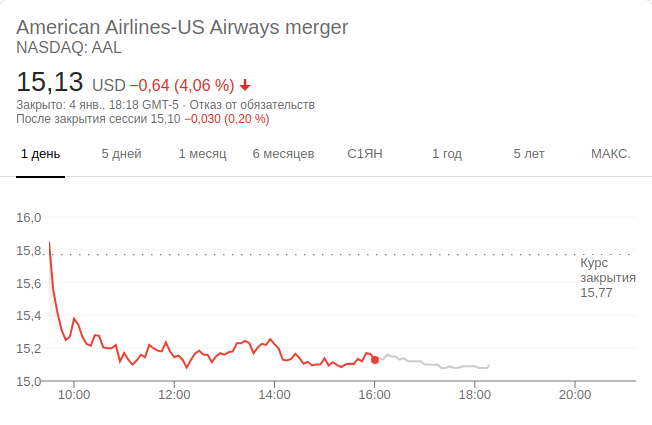 American Airlines-US Airways merger
NASDAQ: AAL
15,13 USD −0,64 (4,06 %)
Закрыто: 4 янв., 18:18 GMT-5 · Отказ от обязательств
После закрытия сессии 15,10 −0,030 (0,20 %)
1 день 5 дней 1 месяц 6 месяцев С1ЯН 1 год 5 лет МАКС.
16,0
15,8
Курс
закрытия
15,77
15,6
15,4
15,2
15,0
10:00 12:00 14:00 16:00 18:00 20:00